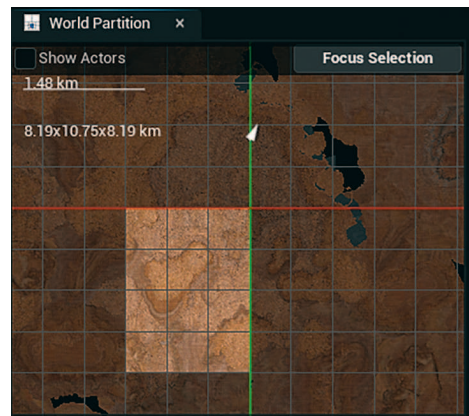 World Partition ×
Show Actors Focus Selection
1.48 km
8.19x10.75x8.19 km